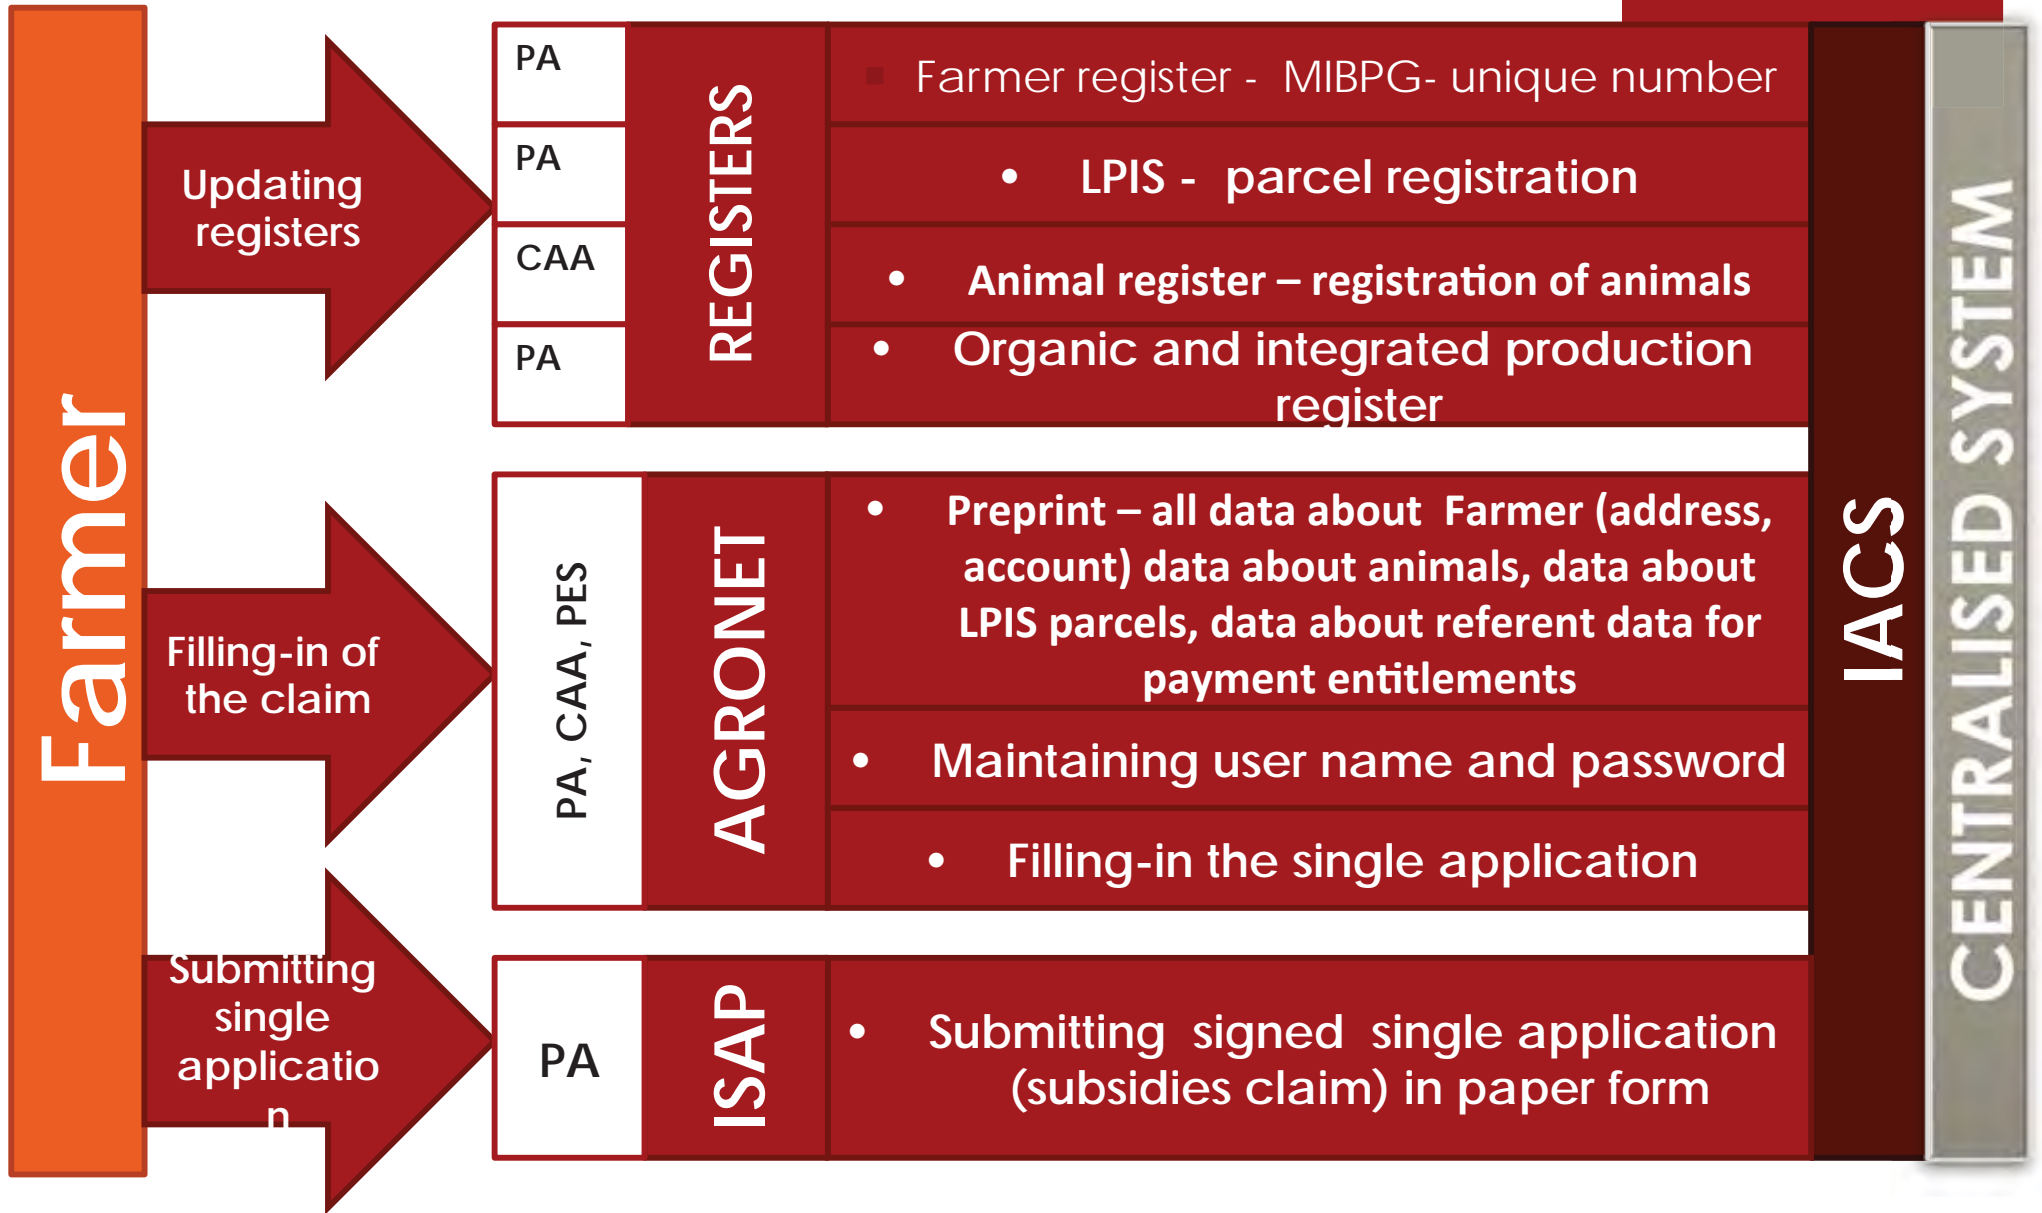 Farmer
Updating
registers
PA
PA
CAA
PA
REGISTERS
Farmer register - MIBPG- unique number
• LPIS - parcel registration
• Animal register – registration of animals
• Organic and integrated production
register
Filling-in of
the claim
PA, CAA, PES
AGRONET
• Preprint – all data about Farmer (address,
account) data about animals, data about
LPIS parcels, data about referent data for
payment entitlements
• Maintaining user name and password
• Filling-in the single application
Submitting
single
applicatio
n
PA
ISAP
• Submitting signed single application
(subsidies claim) in paper form
IACS
CENTRALISED SYSTEM